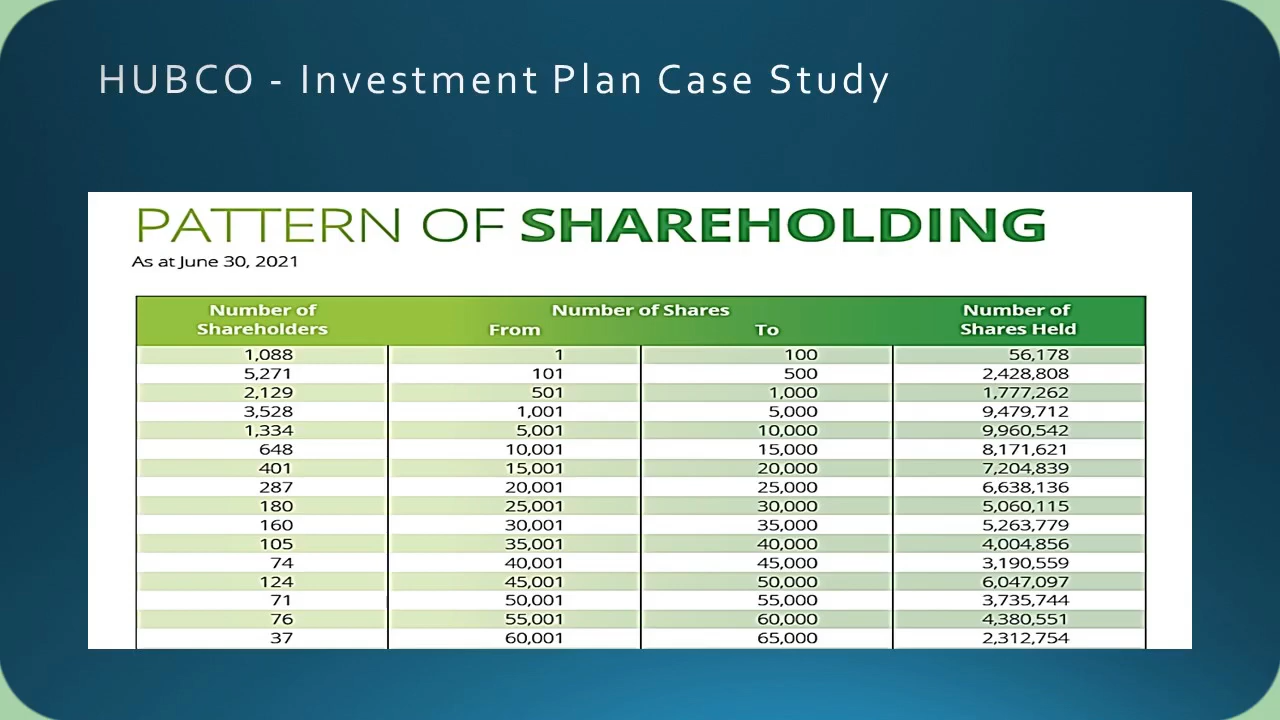 HUBCO - Investment Plan Case Study
PATTERN OF SHAREHOLDING
As at June 30, 2021
Number of Shareholders Number of Shares From To Number of Shares Held
1,088 1 100 56,178
5,271 101 500 2,428,808
2,129 501 1,000 1,777,262
3,528 1,001 5,000 9,479,712
1,334 5,001 10,000 9,960,542
648 10,001 15,000 8,171,621
401 15,001 20,000 7,204,839
287 20,001 25,000 6,638,136
180 25,001 30,000 5,060,115
160 30,001 35,000 5,263,779
105 35,001 40,000 4,004,856
74 40,001 45,000 3,190,559
124 45,001 50,000 6,047,097
71 50,001 55,000 3,735,744
76 55,001 60,000 4,380,551
37 60,001 65,000 2,312,754